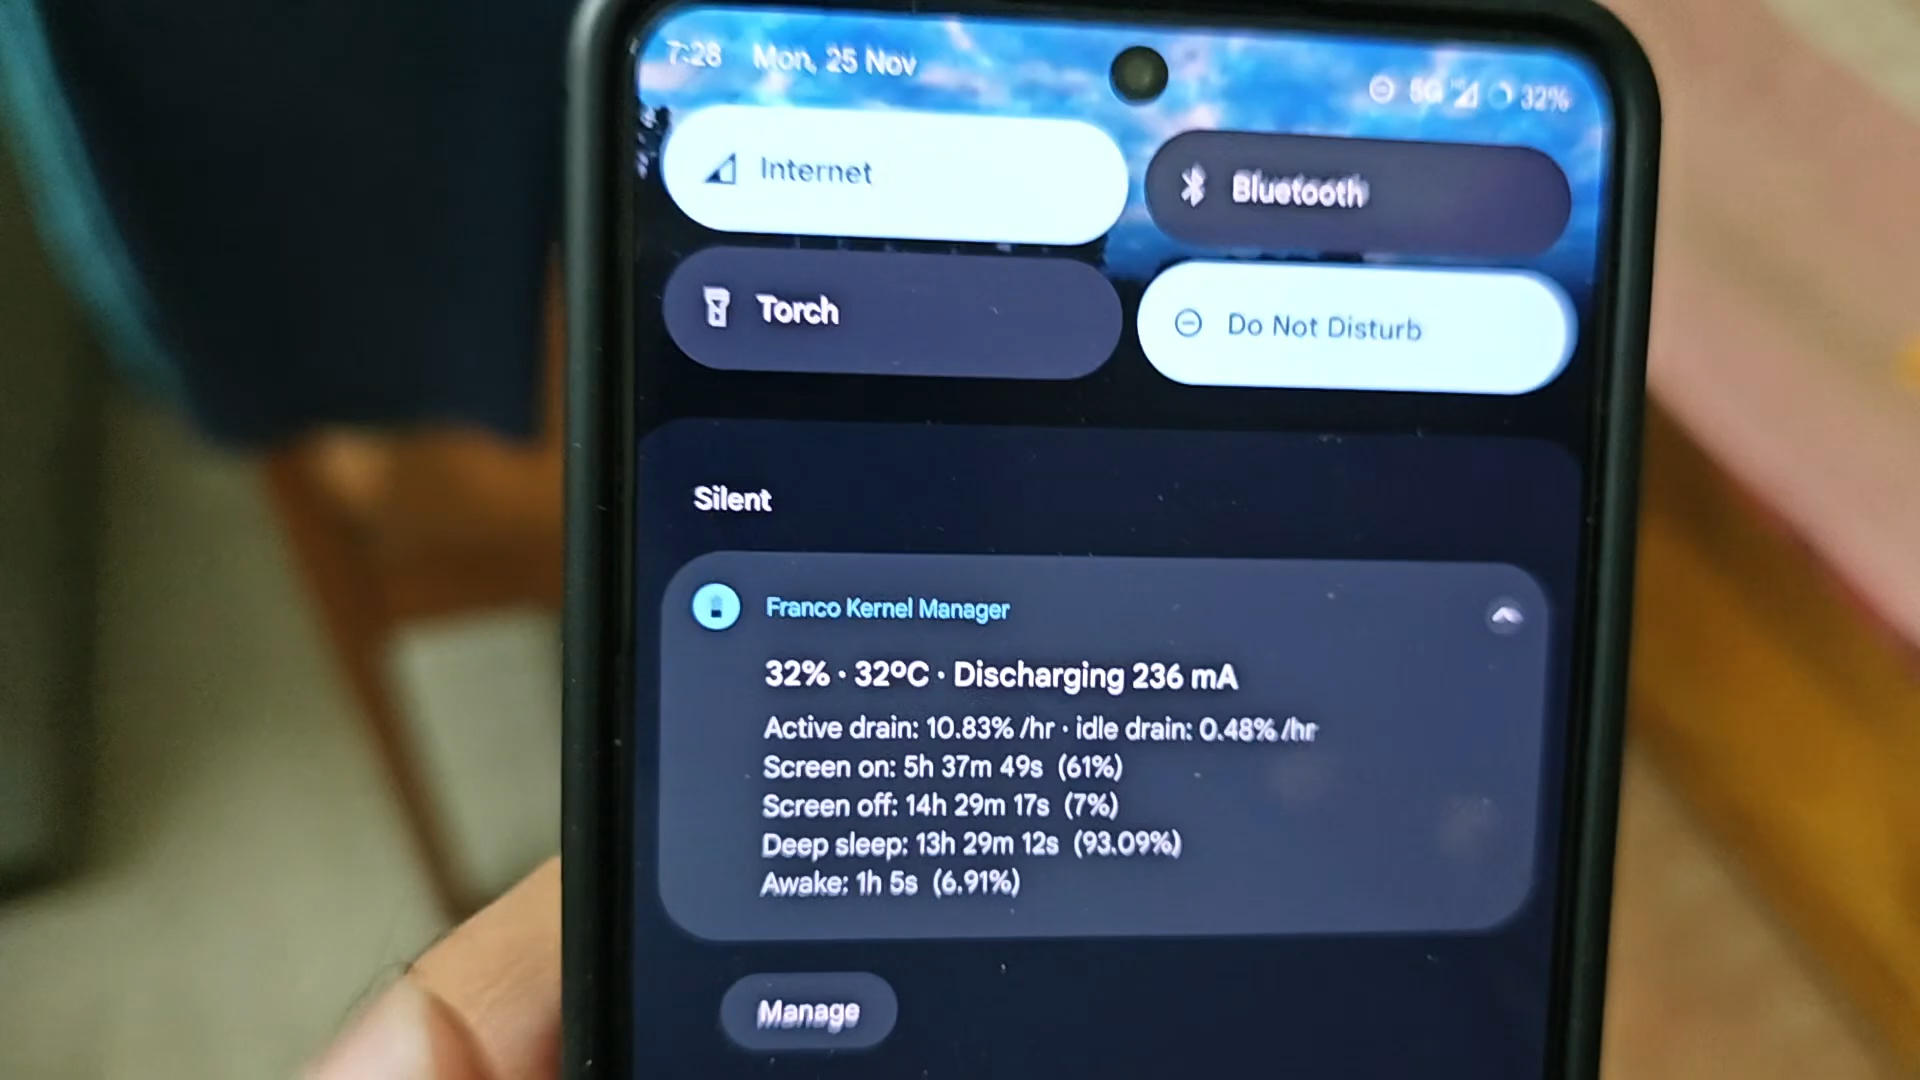 7:28 Mon, 25 Nov
5G 32%
Internet
Bluetooth
Torch
Do Not Disturb
Silent
Franco Kernel Manager
32% · 32ºC · Discharging 236 mA
Active drain: 10.83% /hr · idle drain: 0.48% /hr
Screen on: 5h 37m 49s (61%)
Screen off: 14h 29m 17s (7%)
Deep sleep: 13h 29m 12s (93.09%)
Awake: 1h 5s (6.91%)
Manage